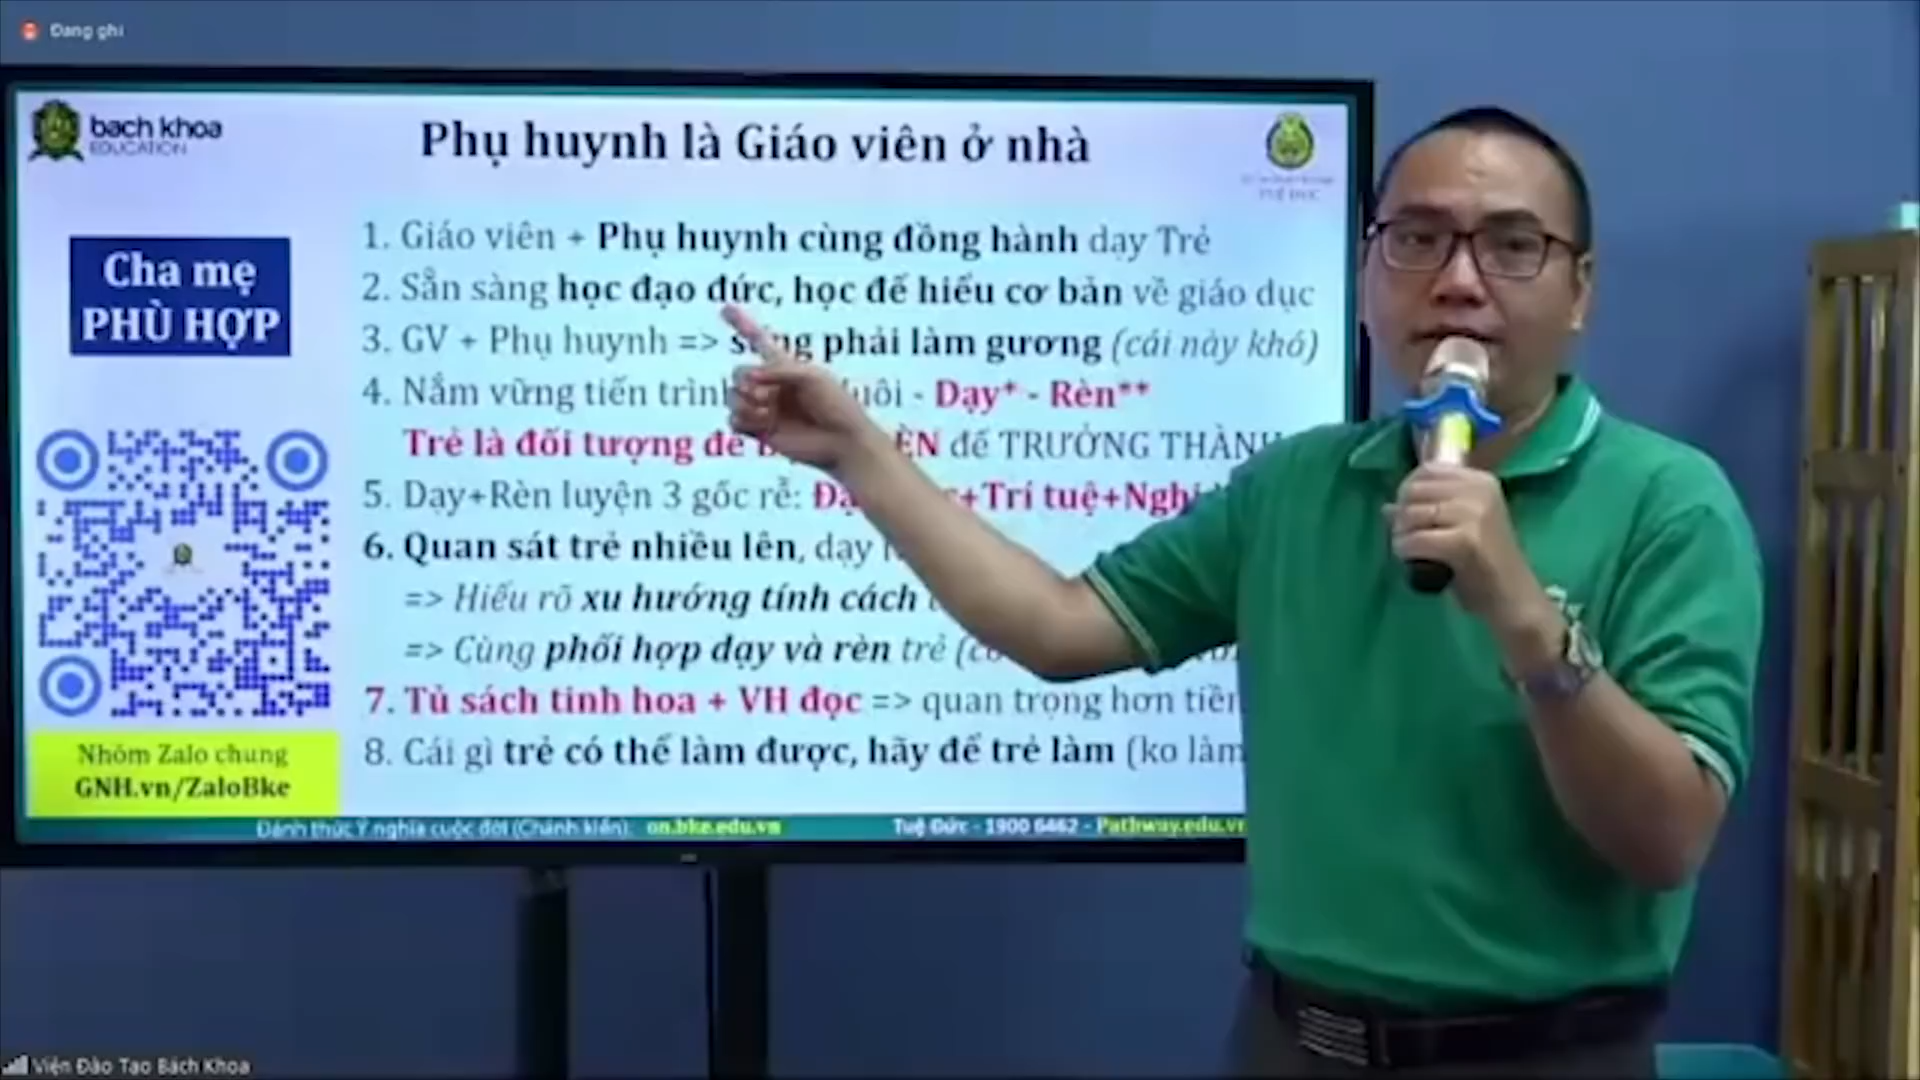 Đang ghi
bach khoa
EDUCATION
Phụ huynh là Giáo viên ở nhà
Cha mẹ
PHÙ HỢP
1. Giáo viên + Phụ huynh cùng đồng hành dạy Trẻ
2. Sẵn sàng học đạo đức, học để hiểu cơ bản về giáo dục
3. GV + Phụ huynh => phải làm gương (cái này khó)
4. Nắm vững tiến trình - Dạy* - Rèn**
Trẻ là đối tượng để để TRƯỞNG THÀNH
5. Dạy+Rèn luyện 3 gốc rễ: +Trí tuệ+
6. Quan sát trẻ nhiều lên, dạy
=> Hiểu rõ xu hướng tính cách
=> Cùng phối hợp dạy và rèn trẻ
7. Tủ sách tinh hoa + VH đọc => quan trọng hơn tiền
8. Cái gì trẻ có thể làm được, hãy để trẻ làm (ko làm
Nhóm Zalo chung
GNH.vn/ZaloBke
Đánh thức Ý nghĩa cuộc đời (Chánh kiến): on.bke.edu.vn
Tuệ Đức - 1900 6462 - Pathway.edu.vn
Viện Đào Tạo Bách Khoa